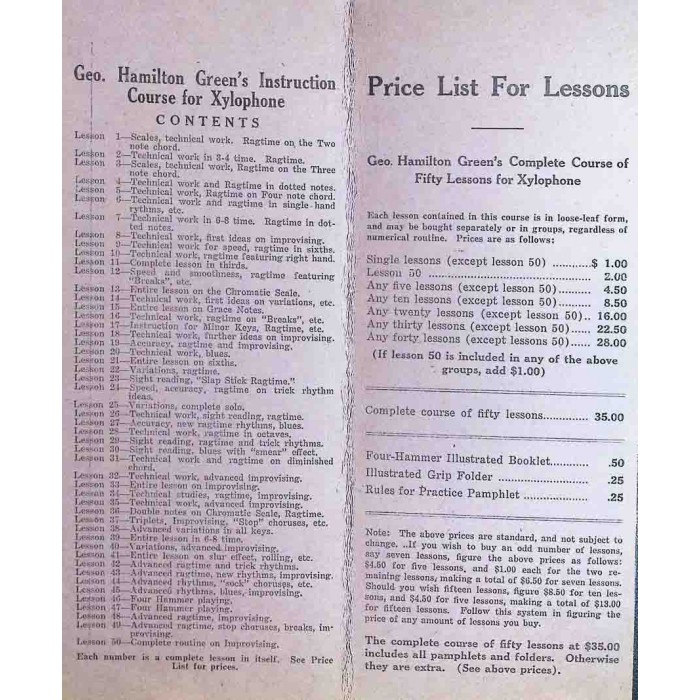 Geo. Hamilton Green's Instruction
Course for Xylophone
CONTENTS
Lesson 1—Scales, technical work. Ragtime on the Two
note chord.
Lesson 2—Technical work in 3-4 time. Ragtime.
Lesson 3—Scales, technical work, Ragtime on the Three
note chord.
Lesson 4—Technical work and Ragtime in dotted notes.
Lesson 5—Technical work, Ragtime on Four note chord.
Lesson 6—Technical work and ragtime in single hand
rythms, etc.
Lesson 7—Technical work in 6-8 time. Ragtime in dot-
ted notes.
Lesson 8—Technical work, first ideas on improvising.
Lesson 9—Technical work for speed, ragtime in sixths.
Lesson 10—Technical work, ragtime featuring right hand.
Lesson 11—Complete lesson in thirds.
Lesson 12—Speed and smoothness, ragtime featuring
"Breaks", etc.
Lesson 13—Entire lesson on the Chromatic Scale.
Lesson 14—Technical work, first ideas on variations, etc.
Lesson 15—Entire lesson on Grace Notes.
Lesson 16—Technical work, ragtime on "Breaks", etc.
Lesson 17—Instruction for Minor Keys, Ragtime, etc.
Lesson 18—Technical work, further ideas on improvising.
Lesson 19—Accuracy, ragtime and improvising.
Lesson 20—Technical work, blues.
Lesson 21—Entire lesson on sixths.
Lesson 22—Variations, ragtime.
Lesson 23—Sight reading, "Slap Stick Ragtime."
Lesson 24—Speed, accuracy, ragtime on trick rhythm
ideas.
Lesson 25—Variations, complete solo.
Lesson 26—Technical work, sight reading, ragtime.
Lesson 27—Accuracy, new ragtime rhythms, blues.
Lesson 28—Technical work, ragtime in octaves.
Lesson 29—Sight reading, ragtime and trick rhythms.
Lesson 30—Sight reading, blues with "smear" effect.
Lesson 31—Technical work and ragtime on diminished
chord.
Lesson 32—Technical work, advanced improvising.
Lesson 33—Entire lesson on improvising.
Lesson 34—Technical studies, ragtime, improvising.
Lesson 35—Technical work, advanced improvising.
Lesson 36—Double notes on Chromatic Scale, Ragtime.
Lesson 37—Triplets, Improvising, "Stop" choruses, etc.
Lesson 38—Advanced variations in all keys.
Lesson 39—Entire lesson in 6-8 time.
Lesson 40—Variations, advanced improvising.
Lesson 41—Entire lesson on slur effect, rolling, etc.
Lesson 42—Advanced ragtime and trick rhythms.
Lesson 43—Advanced ragtime, new rhythms, improvising.
Lesson 44—Advanced rhythms, "sock" choruses, etc.
Lesson 45—Advanced rhythms, blues, improvising.
Lesson 46—Four Hammer playing.
Lesson 47—Four Hammer playing.
Lesson 48—Advanced ragtime, improvising.
Lesson 49—Advanced ragtime, stop choruses, breaks, im-
provising.
Lesson 50—Complete routine on Improvising.
Each number is a complete lesson in itself. See Price
List for prices.
Price List For Lessons
Geo. Hamilton Green's Complete Course of
Fifty Lessons for Xylophone
Each lesson contained in this course is in loose-leaf form,
and may be bought separately or in groups, regardless of
numerical routine. Prices are as follows:
Single lessons (except lesson 50) ..........$ 1.00
Lesson 50 ................................ 2.00
Any five lessons (except lesson 50)........ 4.50
Any ten lessons (except lesson 50)......... 8.50
Any twenty lessons (except lesson 50).. 16.00
Any thirty lessons (except lesson 50)...... 22.50
Any forty lessons (except lesson 50)...... 28.00
(If lesson 50 is included in any of the above
groups, add $1.00)
Complete course of fifty lessons............. 35.00
Four-Hammer Illustrated Booklet........... .50
Illustrated Grip Folder ......................... .25
Rules for Practice Pamphlet .................. .25
Note: The above prices are standard, and not subject to
change. ..If you wish to buy an odd number of lessons,
say seven lessons, figure the above prices as follows:
$4.50 for five lessons, and $1.00 each for the two re-
maining lessons, making a total of $6.50 for seven lessons.
Should you wish fifteen lessons, figure $8.50 for ten les-
sons, and $4.50 for five lessons, making a total of $13.00
for fifteen lessons. Follow this system in figuring the
price of any amount of lessons you buy.
The complete course of fifty lessons at $35.00
includes all pamphlets and folders. Otherwise
they are extra. (See above prices).